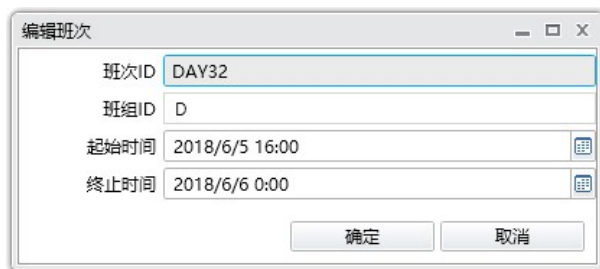 编辑班次
班次ID DAY32
班组ID D
起始时间 2018/6/5 16:00
终止时间 2018/6/6 0:00
确定 取消